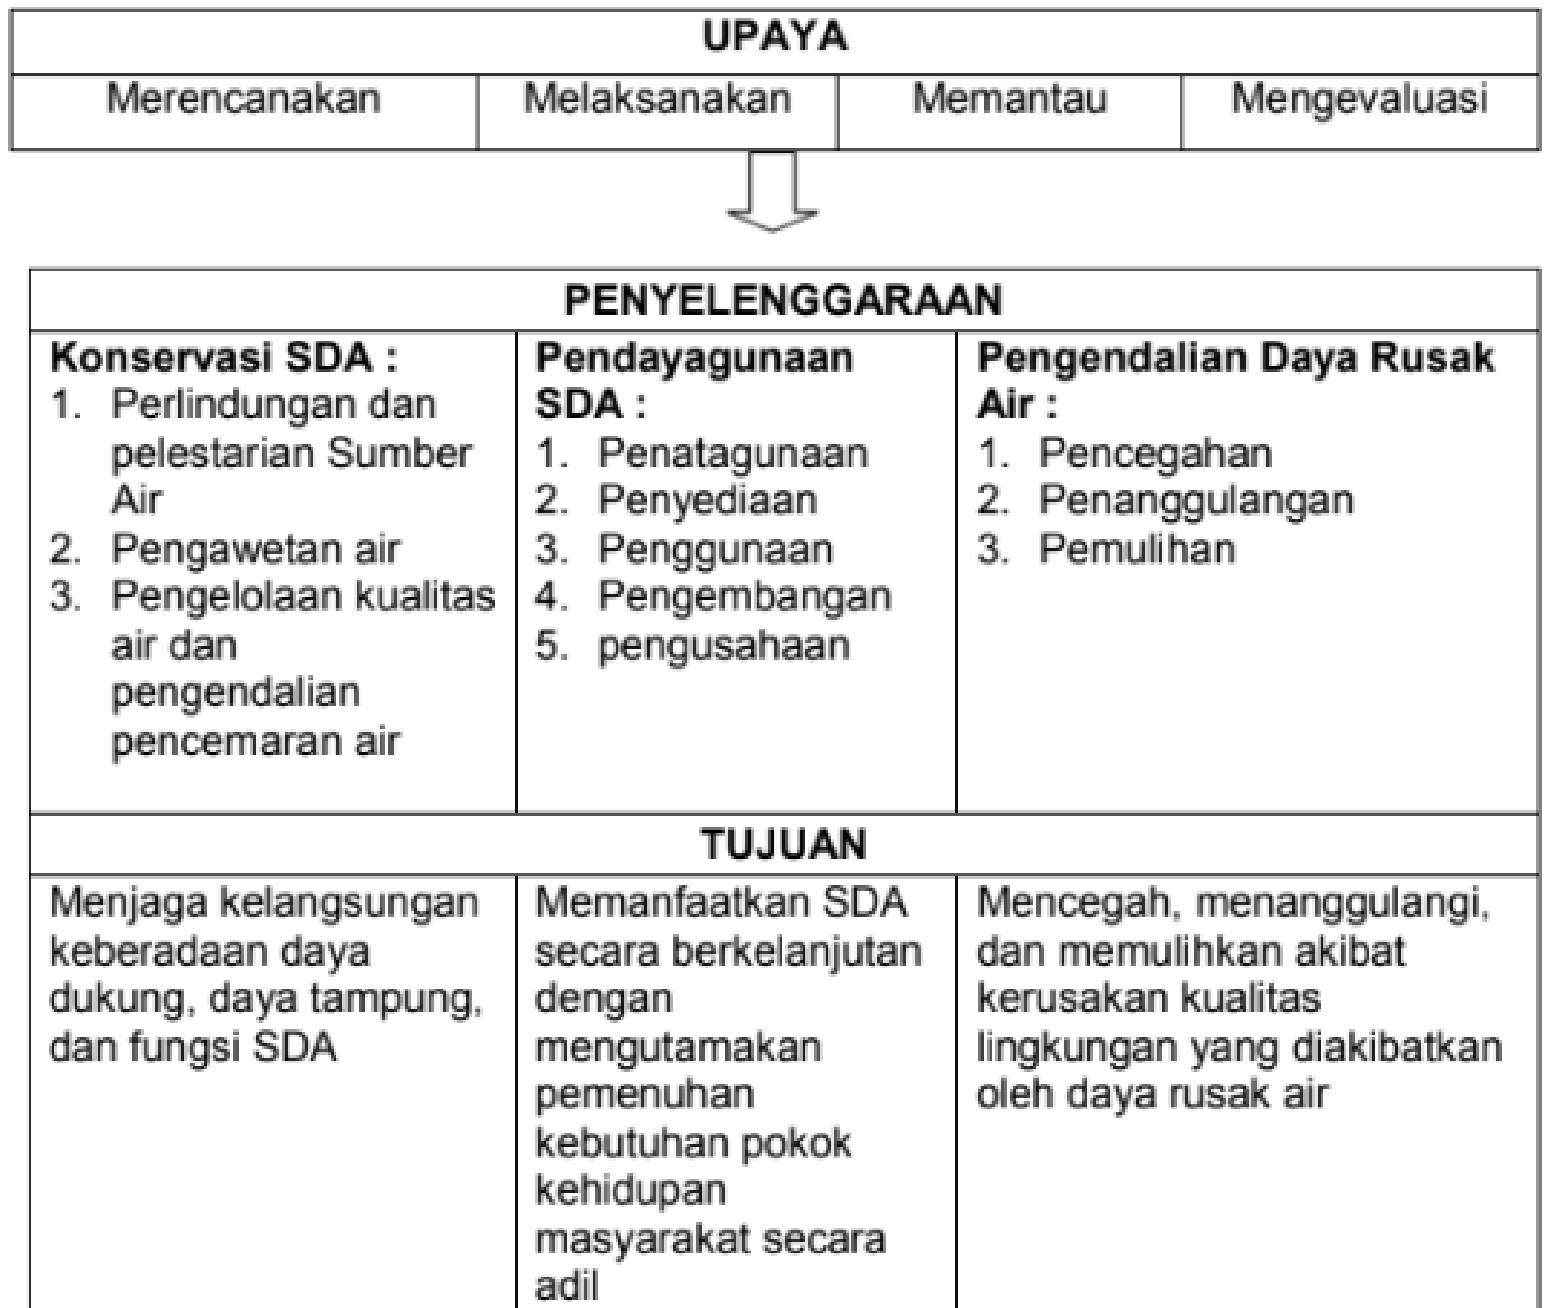 UPAYA
Merencanakan
Melaksanakan
Memantau
Mengevaluasi
PENYELENGGARAAN
Konservasi SDA :
1. Perlindungan dan
pelestarian Sumber
Air
2. Pengawetan air
3. Pengelolaan kualitas
air dan
pengendalian
pencemaran air
Pendayagunaan
SDA :
1. Penatagunaan
2. Penyediaan
3. Penggunaan
4. Pengembangan
5. pengusahaan
Pengendalian Daya Rusak
Air :
1. Pencegahan
2. Penanggulangan
3. Pemulihan
TUJUAN
Menjaga kelangsungan
keberadaan daya
dukung, daya tampung,
dan fungsi SDA
Memanfaatkan SDA
secara berkelanjutan
dengan
mengutamakan
pemenuhan
kebutuhan pokok
kehidupan
masyarakat secara
adil
Mencegah, menanggulangi,
dan memulihkan akibat
kerusakan kualitas
lingkungan yang diakibatkan
oleh daya rusak air